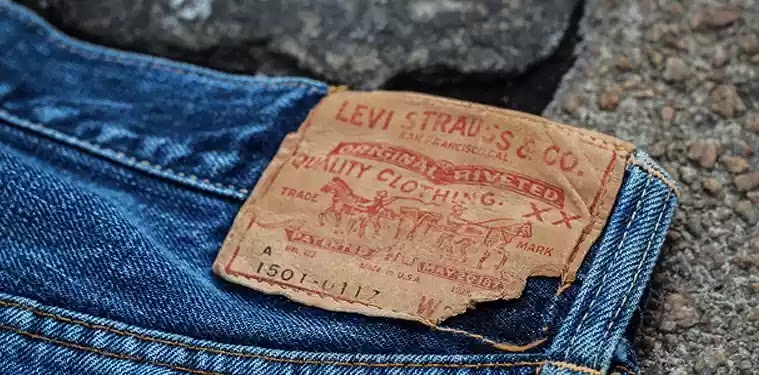 LEVI STRAUSS & CO.
SAN FRANCISCO, CAL.
ORIGINAL RIVETED
QUALITY CLOTHING.
TRADE XX
MARK
PATENTED MAY 20 187
A MADE IN U.S.A.
1501-0117 W